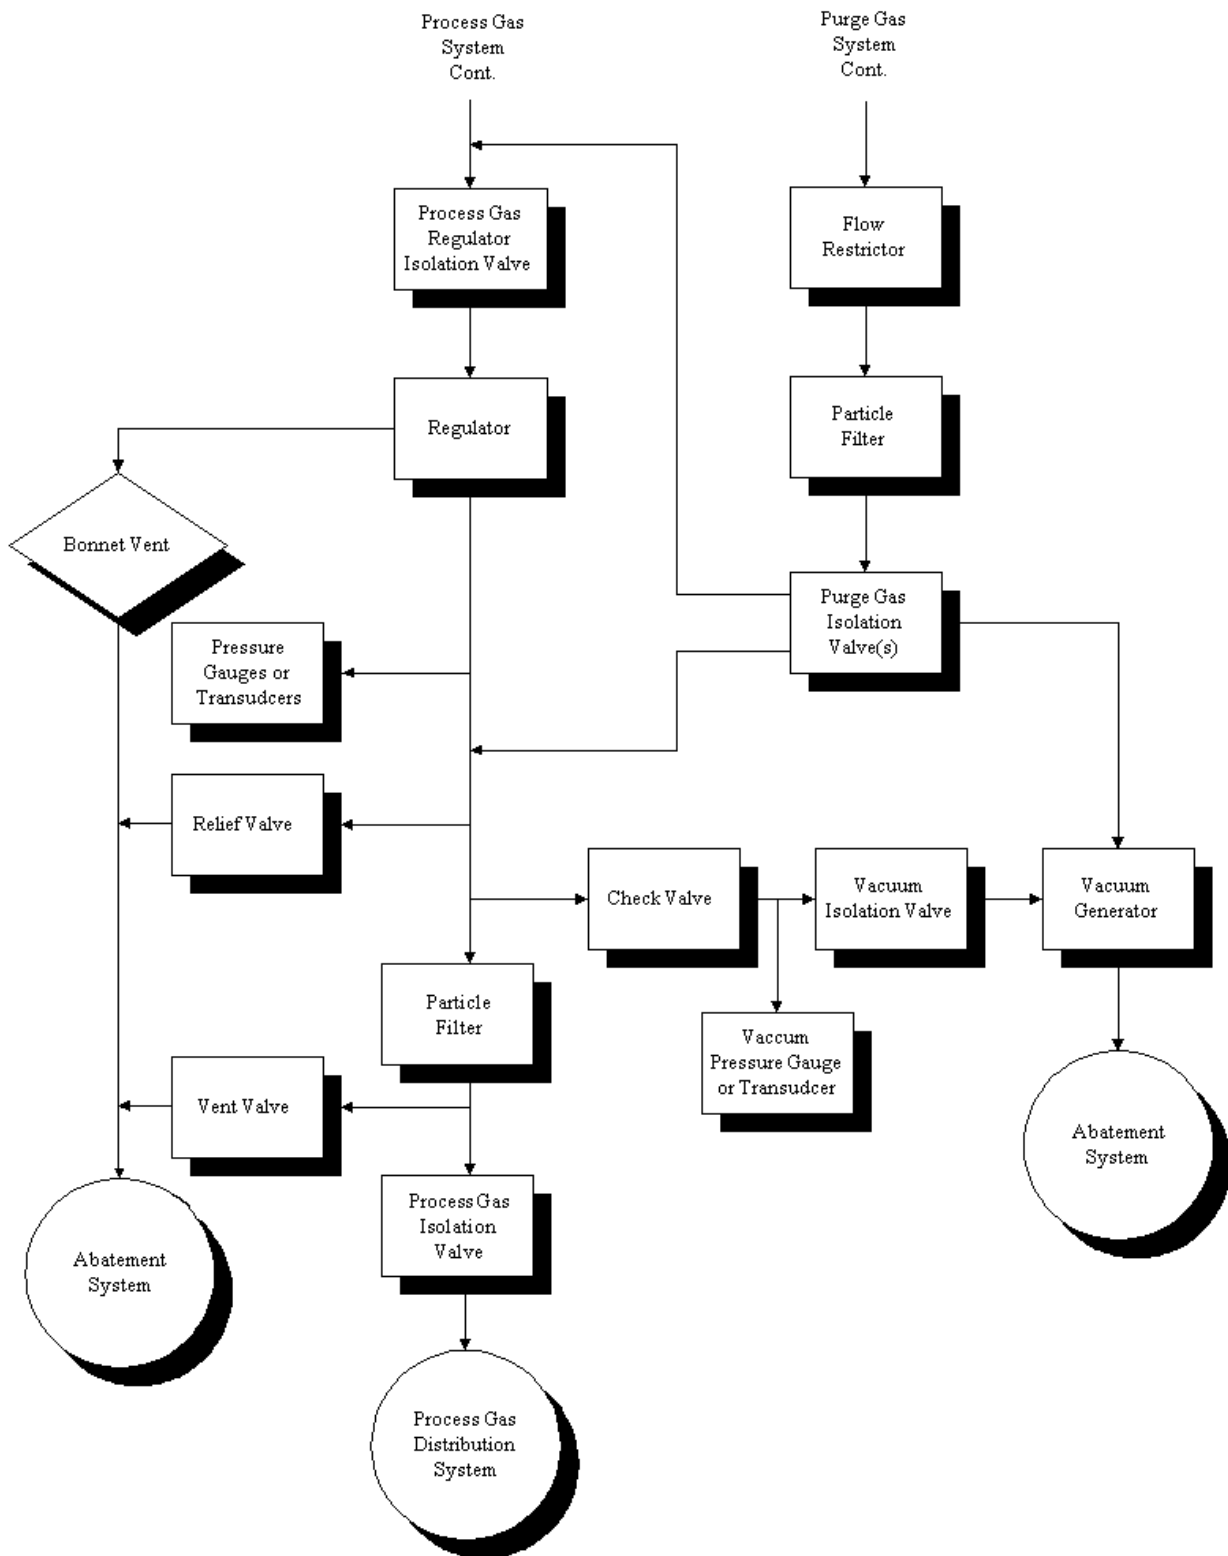 Process Gas
System
Cont.
Purge Gas
System
Cont.
Process Gas
Regulator
Isolation Valve
Flow
Restrictor
Regulator
Particle
Filter
Bonnet Vent
Purge Gas
Isolation
Valve(s)
Pressure
Gauges or
Transudcers
Relief Valve
Check Valve
Vacuum
Isolation Valve
Vacuum
Generator
Particle
Filter
Vaccum
Pressure Gauge
or Transudcer
Vent Valve
Abatement
System
Process Gas
Isolation
Valve
Abatement
System
Process Gas
Distribution
System